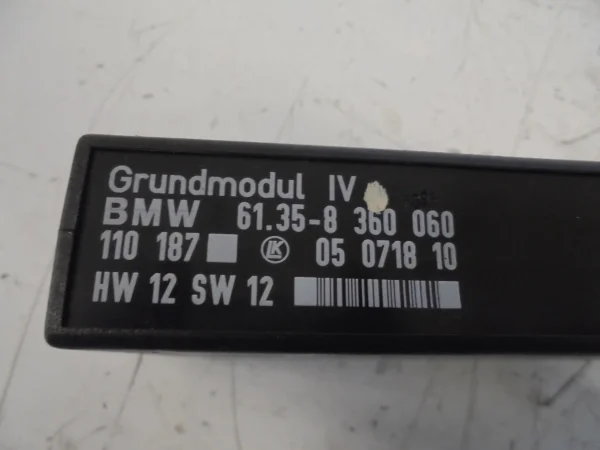 Grundmodul IV
BMW 61.35-8 360 060
110 187 LK 05 0718 10
HW 12 SW 12